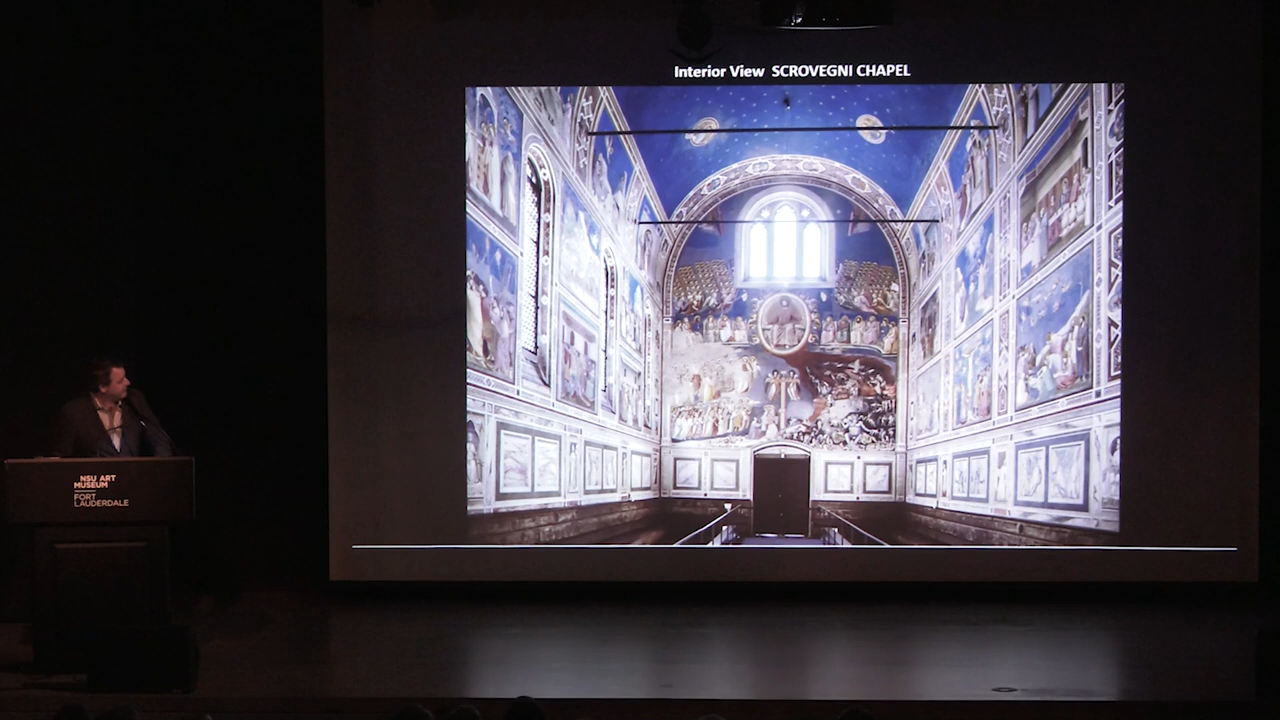 Interior View SCROVEGNI CHAPEL
NSU ART
MUSEUM
FORT
LAUDERDALE